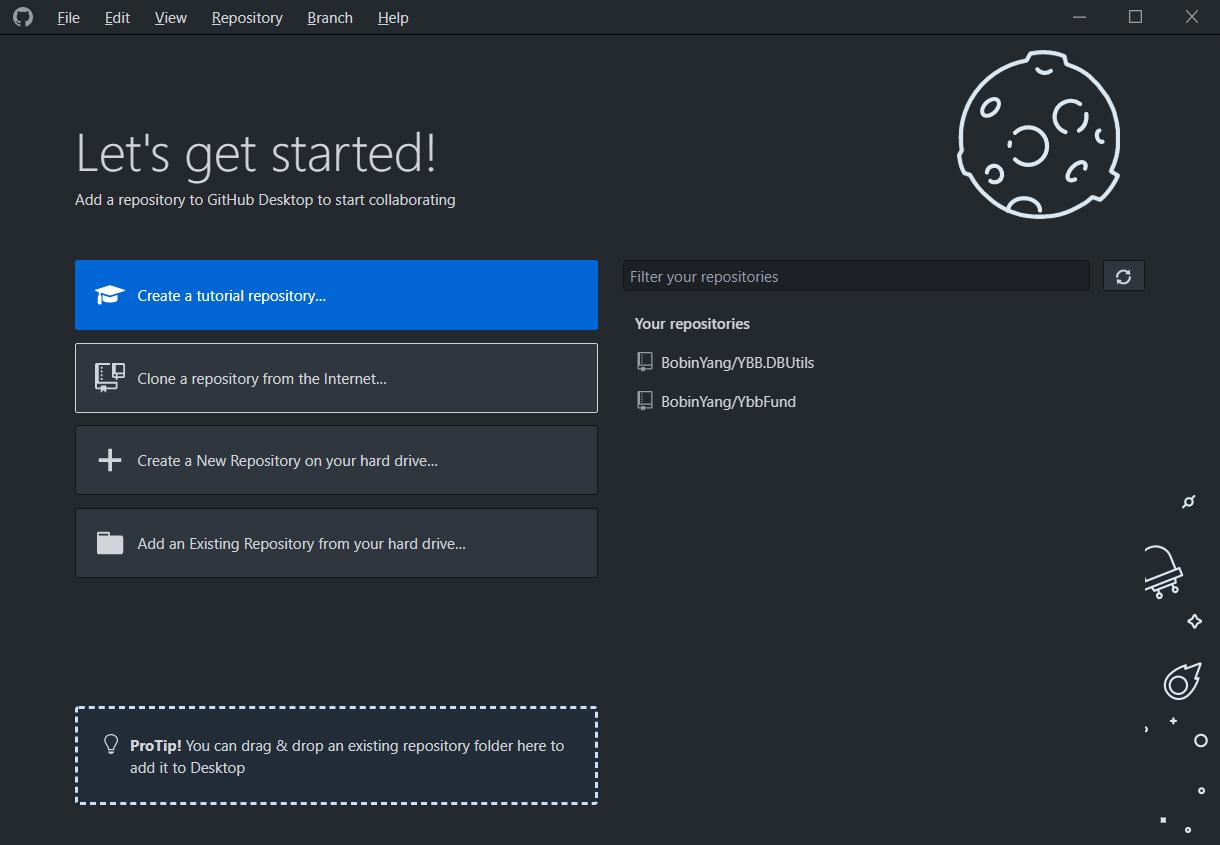 File Edit View Repository Branch Help
Let's get started!
Add a repository to GitHub Desktop to start collaborating
Create a tutorial repository...
Clone a repository from the Internet...
Create a New Repository on your hard drive...
Add an Existing Repository from your hard drive...
ProTip! You can drag & drop an existing repository folder here to
add it to Desktop
Filter your repositories
Your repositories
BobinYang/YBB.DBUtils
BobinYang/YbbFund